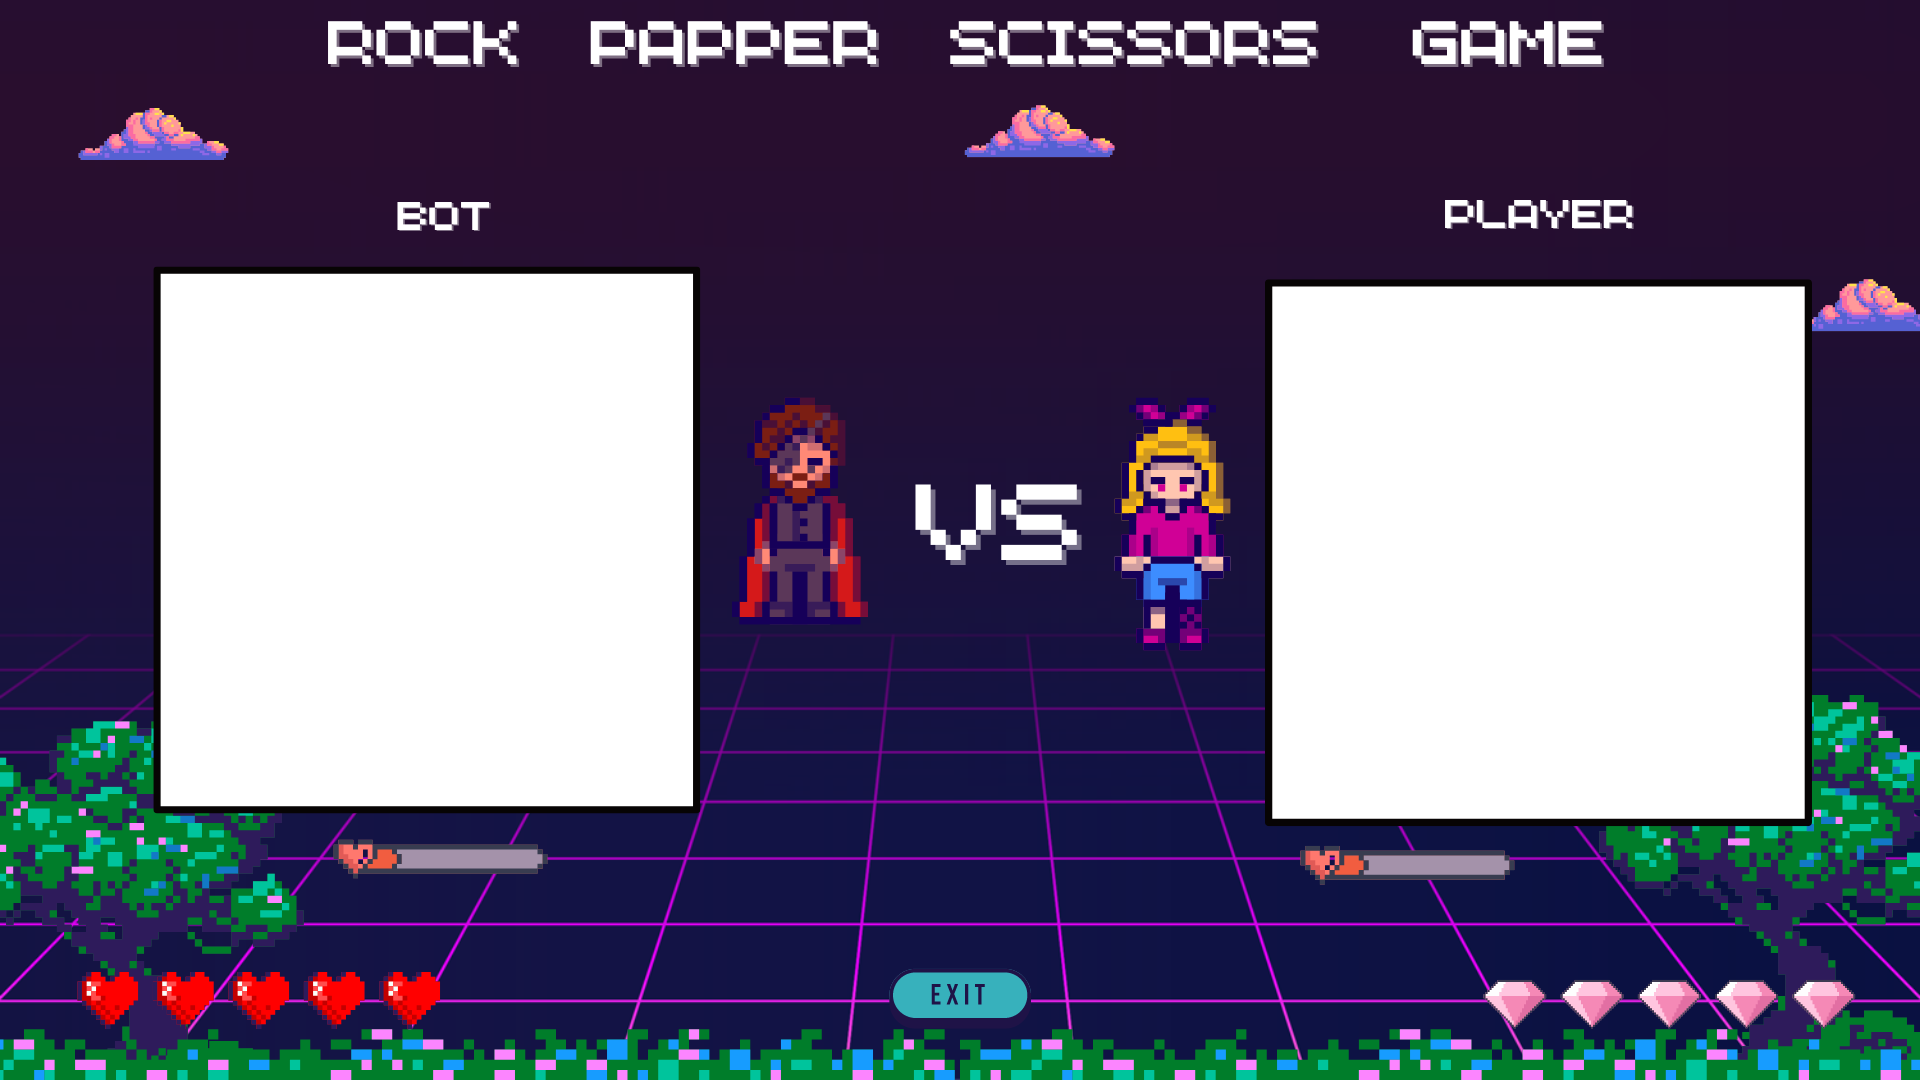 ROCK PAPPER SCISSORS GAME
BOT
PLAYER
VS
EXIT